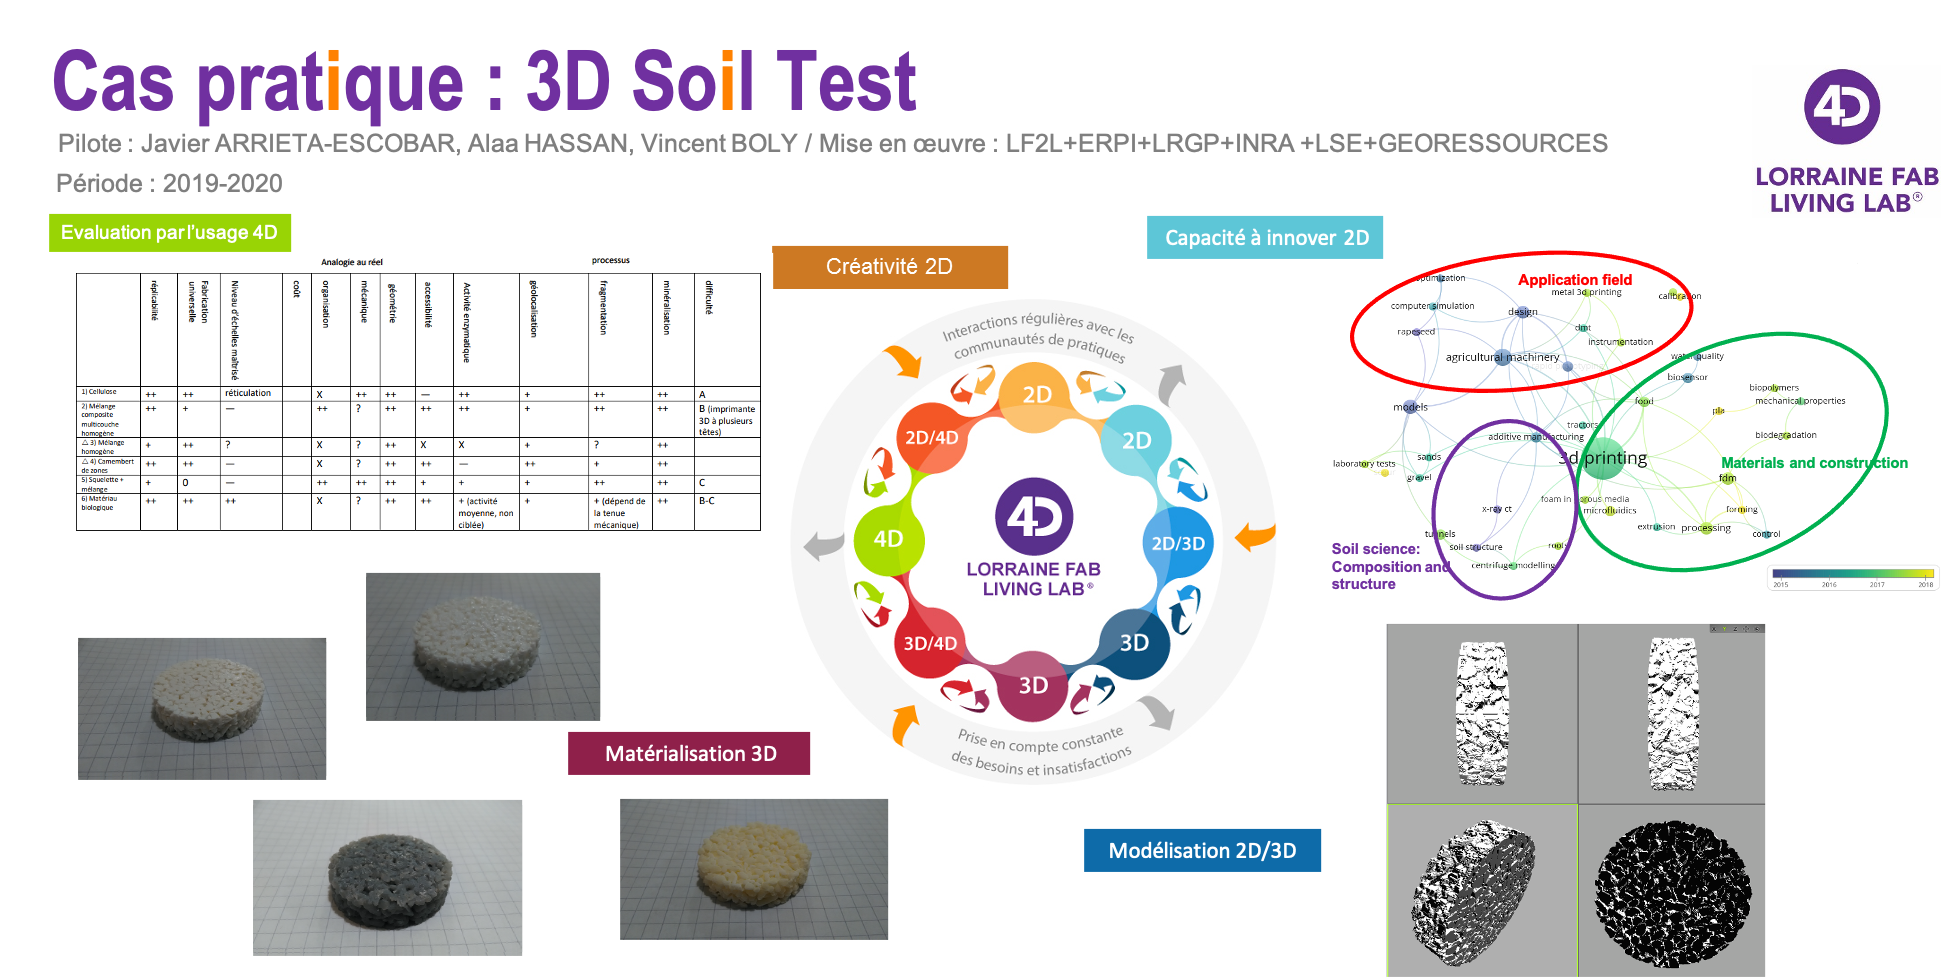 Cas pratique : 3D Soil Test
Pilote : Javier ARRIETA-ESCOBAR, Alaa HASSAN, Vincent BOLY / Mise en œuvre : LF2L+ERPI+LRGP+INRA +LSE+GEORESSOURCES
Période : 2019-2020
4D
LORRAINE FAB
LIVING LAB®
Evaluation par l'usage 4D
Analogie au réel
processus
réplicabilité
Fabrication universelle
Niveau d'échelles maîtrisé
coût
organisation
mécanique
géométrie
accessibilité
Activité enzymatique
géolocalisation
fragmentation
minéralisation
difficulté
1) Cellulose ++ ++ réticulation X ++ ++ — ++ + ++ ++ A
2) Mélange composite multicouche homogène ++ + — ++ ? ++ ++ ++ + ++ ++ B (imprimante 3D à plusieurs têtes)
△ 3) Mélange homogène + ++ ? X ? ++ X X + ? ++
△ 4) Camembert de zones ++ ++ — X ? ++ ++ — ++ + ++
5) Squelette + mélange + 0 — ++ ++ ++ + + + ++ ++ C
6) Matériau biologique ++ ++ ++ X ? ++ ++ + (activité moyenne, non ciblée) + + (dépend de la tenue mécanique) ++ B-C
Créativité 2D
Capacité à innover 2D
Interactions régulières avec les
communautés de pratiques
2D
2D
2D/3D
3D
3D
3D/4D
4D
2D/4D
4D
LORRAINE FAB
LIVING LAB®
Prise en compte constante
des besoins et insatisfactions
Application field
optimization
metal 3d printing
calibration
computer simulation
design
rapeseed
dmt
instrumentation
agricultural machinery
water quality
biosensor
biopolymers
models
food
mechanical properties
pla
tractors
additive manufacturing
biodegradation
sands
3d printing
laboratory tests
Materials and construction
gravel
fdm
foam in porous media
x-ray ct
microfluidics
forming
extrusion
processing
control
tunnels
soil structure
roots
centrifuge modelling
Soil science:
Composition and
structure
2015 2016 2017 2018
Matérialisation 3D
Modélisation 2D/3D